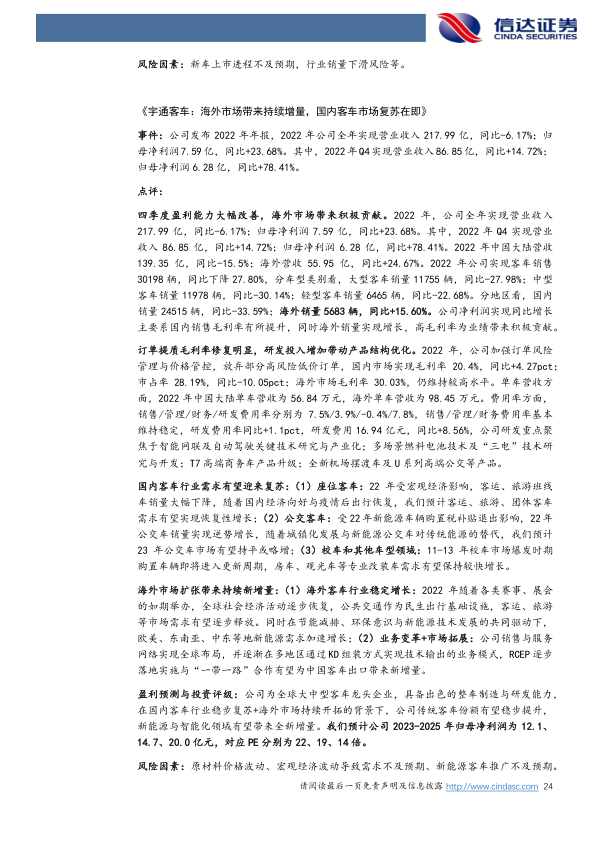 信达证券
CINDA SECURITIES
风险因素：新车上市进程不及预期，行业销量下滑风险等。
《宇通客车：海外市场带来持续增量，国内客车市场复苏在即》
事件：公司发布 2022 年年报，2022 年公司全年实现营业收入 217.99 亿，同比-6.17%；归
母净利润 7.59 亿，同比+23.68%。其中，2022 年 Q4 实现营业收入 86.85 亿，同比+14.72%；
归母净利润 6.28 亿，同比+78.41%。
点评：
四季度盈利能力大幅改善，海外市场带来积极贡献。2022 年，公司全年实现营业收入
217.99 亿，同比-6.17%；归母净利润 7.59 亿，同比+23.68%。其中，2022 年 Q4 实现营业
收入 86.85 亿，同比+14.72%；归母净利润 6.28 亿，同比+78.41%。2022 年中国大陆营收
139.35 亿，同比-15.5%；海外营收 55.95 亿，同比+24.67%。2022 年公司实现客车销售
30198 辆，同比下降 27.80%，分车型类别看，大型客车销量 11755 辆，同比-27.98%；中型
客车销量 11978 辆，同比-30.14%；轻型客车销量 6465 辆，同比-22.68%。分地区看，国内
销量 24515 辆，同比-33.59%；海外销量 5683 辆，同比+15.60%。公司净利润实现同比增长
主要系国内销售毛利率有所提升，同时海外销量实现增长，高毛利率为业绩带来积极贡献。
订单提质毛利率修复明显，研发投入增加带动产品结构优化。2022 年，公司加强订单风险
管理与价格管控，放弃部分高风险低价订单，国内市场实现毛利率 20.4%，同比+4.27pct；
市占率 28.19%，同比-10.05pct；海外市场毛利率 30.03%，仍维持较高水平。单车营收方
面，2022 年中国大陆单车营收为 56.84 万元，海外单车营收为 98.45 万元。费用率方面，
销售/管理/财务/研发费用率分别为 7.5%/3.9%/-0.4%/7.8%，销售/管理/财务费用率基本
维持稳定，研发费用率同比+1.1pct，研发费用 16.94 亿元，同比+8.56%，公司研发重点聚
焦于智能网联及自动驾驶关键技术研究与产业化；多场景燃料电池技术及“三电”技术研
究与开发；T7 高端商务车产品升级；全新机场摆渡车及 U 系列高端公交等产品。
国内客车行业需求有望迎来复苏：（1）座位客车：22 年受宏观经济影响，客运、旅游班线
车销量大幅下降，随着国内经济向好与疫情后出行恢复，我们预计客运、旅游、团体客车
需求有望实现恢复性增长；（2）公交客车：受 22 年新能源车辆购置税补贴退出影响，22 年
公交车销量实现逆势增长，随着城镇化发展与新能源公交车对传统能源的替代，我们预计
23 年公交车市场有望持平或略增；（3）校车和其他车型领域：11-13 年校车市场爆发时期
购置车辆即将进入更新周期，房车、观光车等专业改装车需求有望保持较快增长。
海外市场扩张带来持续新增量：（1）海外客车行业稳定增长：2022 年随着各类赛事、展会
的如期举办，全球社会经济活动逐步恢复，公共交通作为民生出行基础设施，客运、旅游
等市场需求有望逐步释放。同时在节能减排、环保意识与新能源技术发展的共同驱动下，
欧美、东南亚、中东等地新能源需求加速增长；（2）业务变革+市场拓展：公司销售与服务
网络实现全球布局，并逐渐在多地区通过 KD 组装方式实现技术输出的业务模式，RCEP 逐步
落地实施与“一带一路”合作有望为中国客车出口带来新增量。
盈利预测与投资评级：公司为全球大中型客车龙头企业，具备出色的整车制造与研发能力，
在国内客车行业稳步复苏+海外市场持续开拓的背景下，公司传统客车份额有望稳步提升，
新能源与智能化领域有望带来全新增量。我们预计公司 2023-2025 年归母净利润为 12.1、
14.7、20.0 亿元，对应 PE 分别为 22、19、14 倍。
风险因素：原材料价格波动、宏观经济波动导致需求不及预期、新能源客车推广不及预期。
请阅读最后一页免责声明及信息披露 http://www.cindasc.com 24